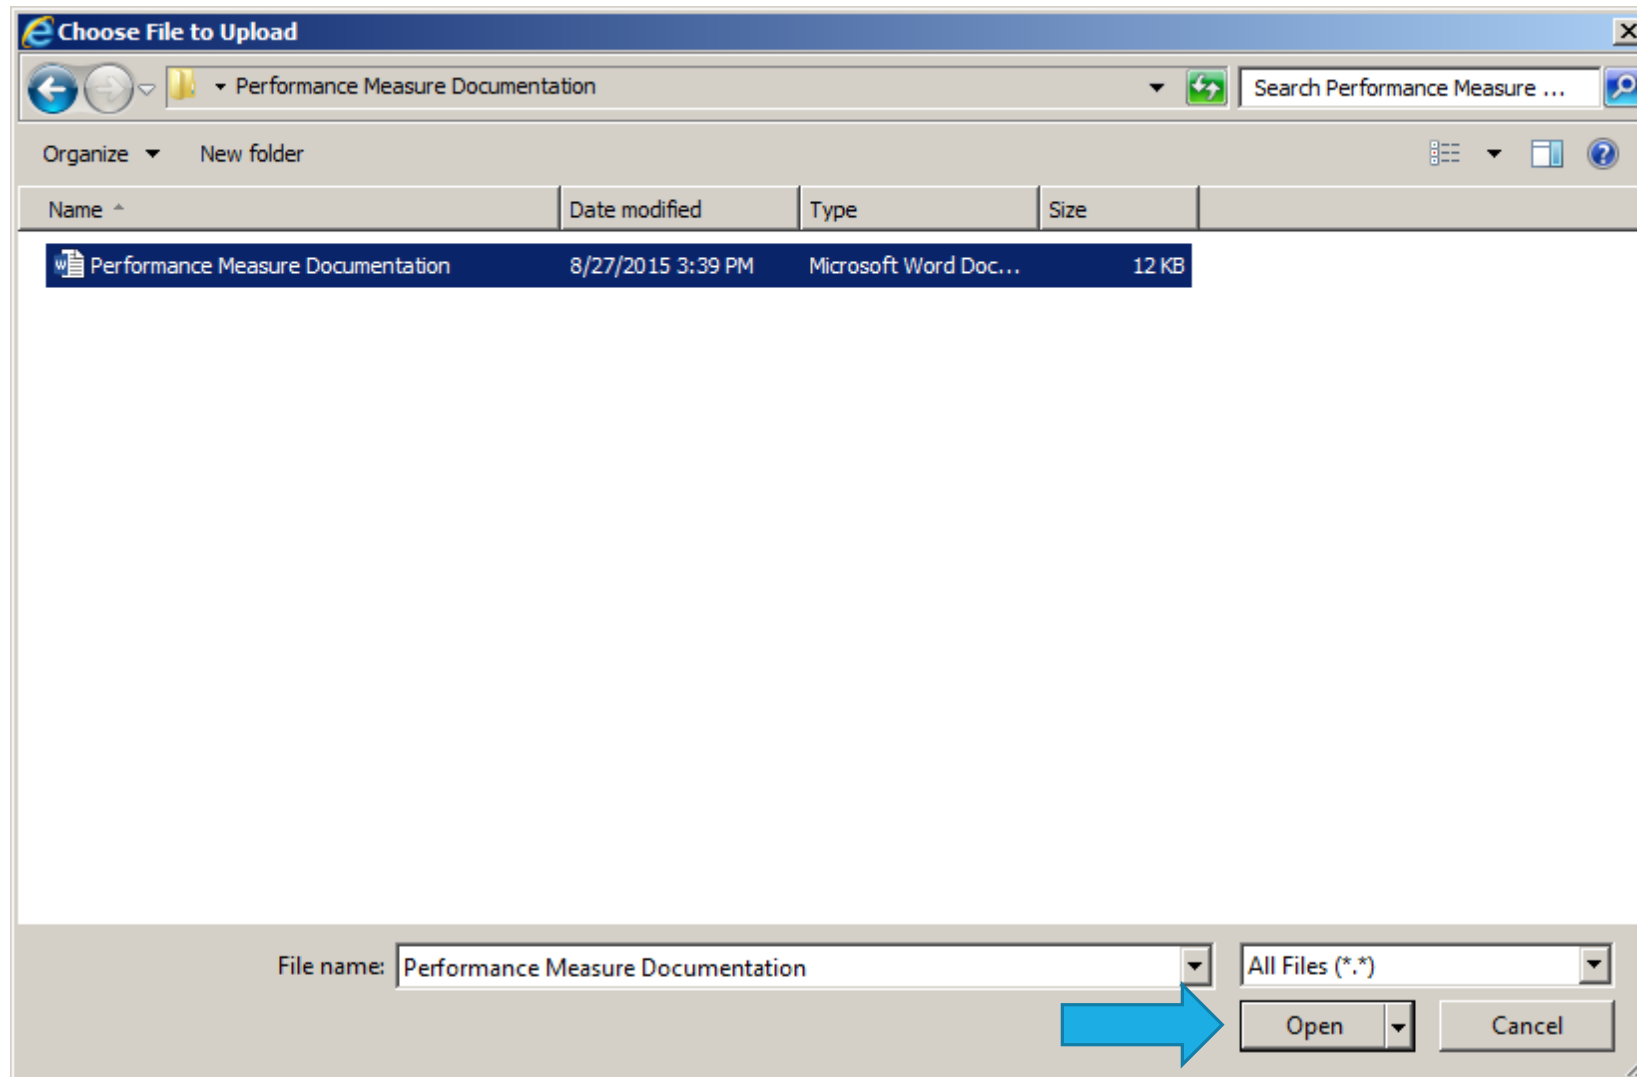 Choose File to Upload
Performance Measure Documentation
Search Performance Measure ...
Organize New folder
Name Date modified Type Size
Performance Measure Documentation 8/27/2015 3:39 PM Microsoft Word Doc... 12 KB
File name: Performance Measure Documentation All Files (*.*)
Open Cancel